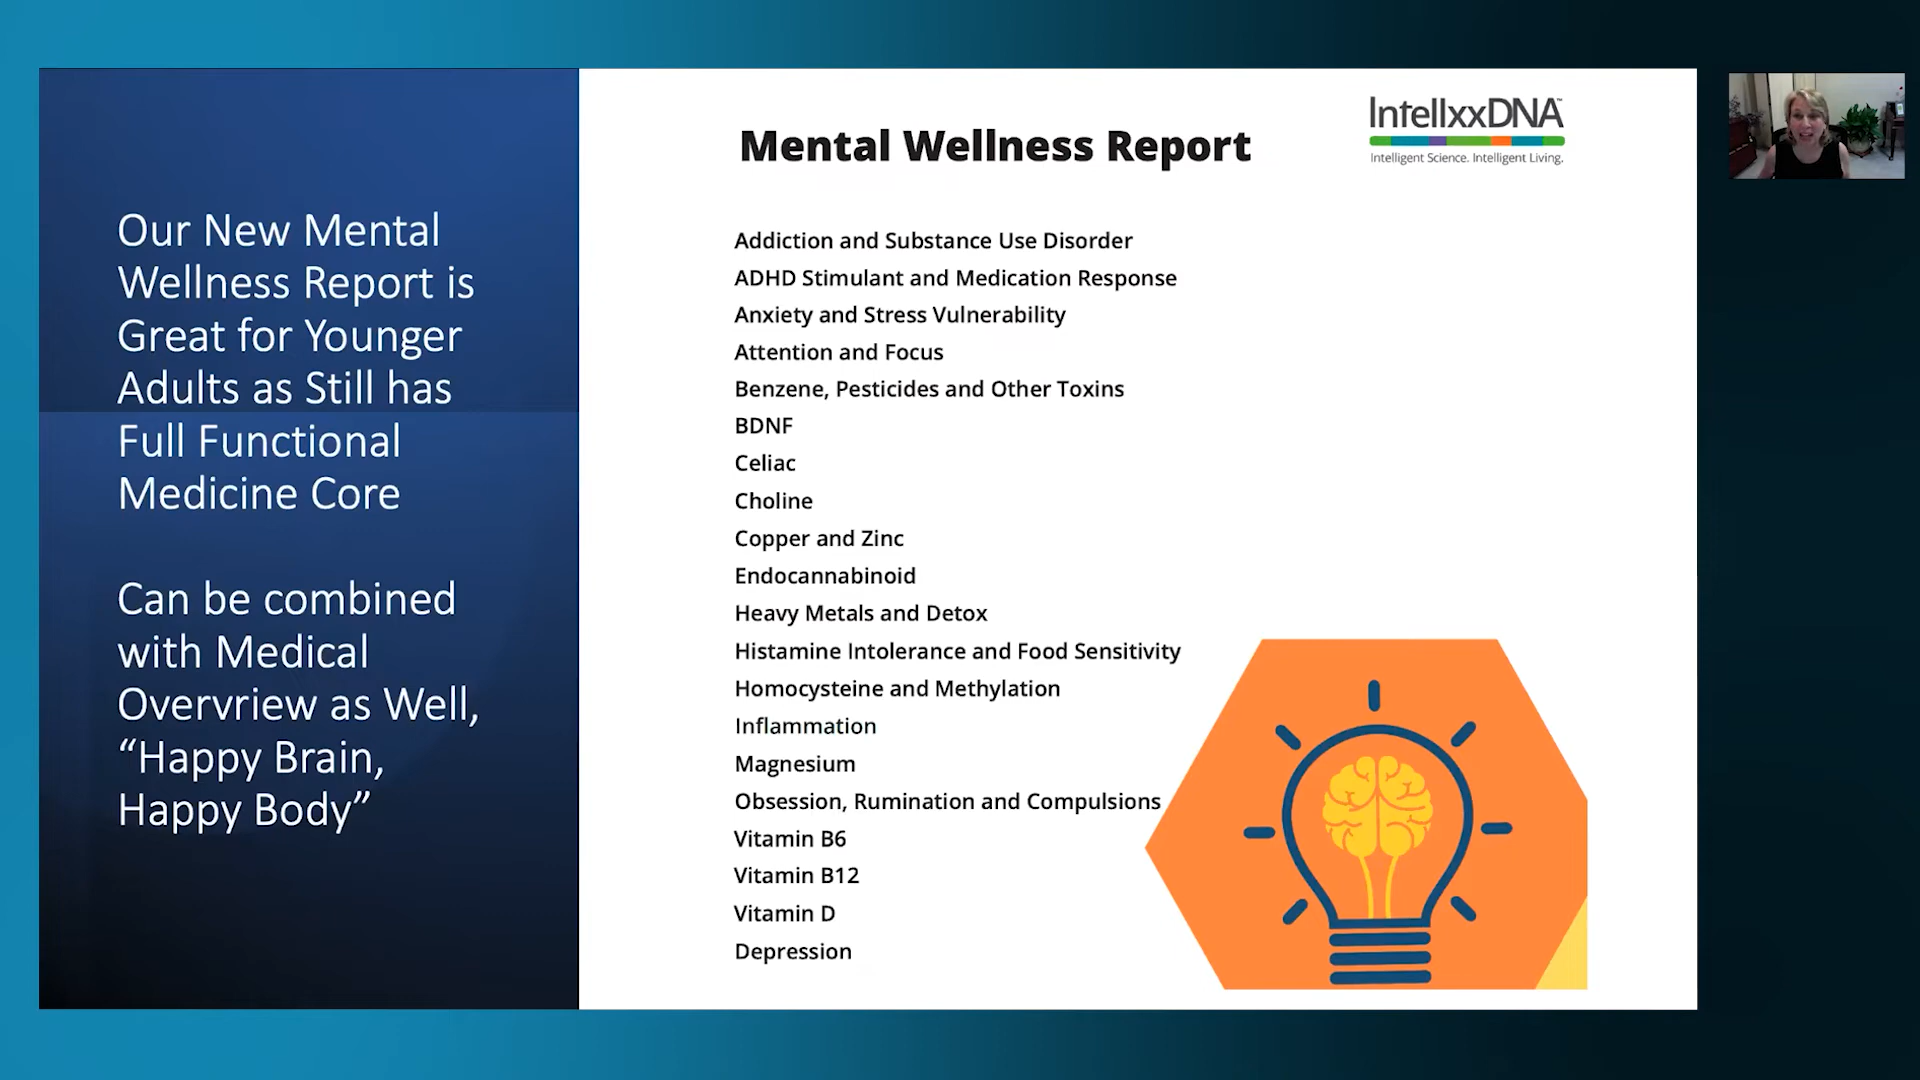 Our New Mental
Wellness Report is
Great for Younger
Adults as Still has
Full Functional
Medicine Core
Can be combined
with Medical
Overvriew as Well,
“Happy Brain,
Happy Body”
Mental Wellness Report
IntellxxDNA™
Intelligent Science. Intelligent Living.
Addiction and Substance Use Disorder
ADHD Stimulant and Medication Response
Anxiety and Stress Vulnerability
Attention and Focus
Benzene, Pesticides and Other Toxins
BDNF
Celiac
Choline
Copper and Zinc
Endocannabinoid
Heavy Metals and Detox
Histamine Intolerance and Food Sensitivity
Homocysteine and Methylation
Inflammation
Magnesium
Obsession, Rumination and Compulsions
Vitamin B6
Vitamin B12
Vitamin D
Depression